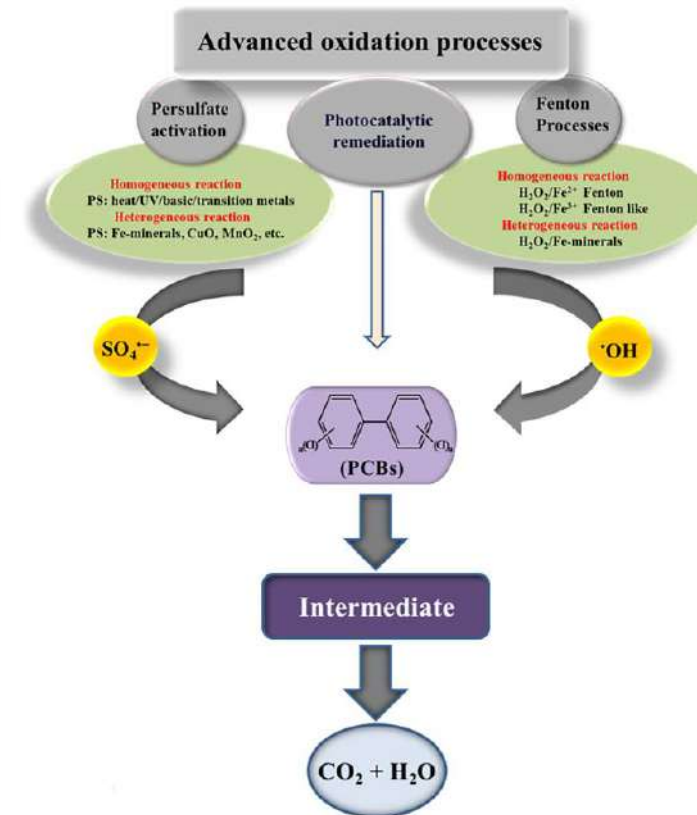 Advanced oxidation processes
Persulfate
activation
Homogeneous reaction
PS: heat/UV/basic/transition metals
Heterogeneous reaction
PS: Fe-minerals, CuO, MnO₂, etc.
Photocatalytic
remediation
Fenton
Processes
Homogeneous reaction
H₂O₂/Fe²⁺ Fenton
H₂O₂/Fe³⁺ Fenton like
Heterogeneous reaction
H₂O₂/Fe-minerals
SO₄•−
•OH
(PCBs)
Intermediate
CO₂ + H₂O